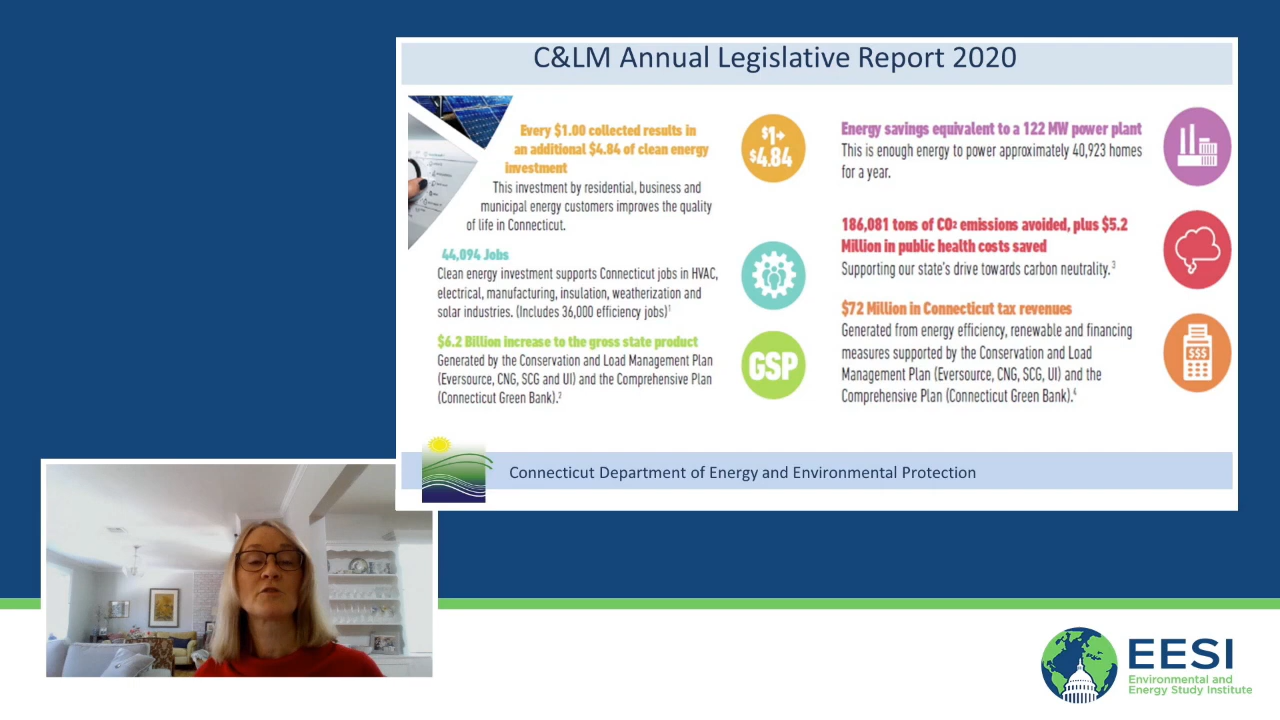 C&LM Annual Legislative Report 2020
Every $1.00 collected results in
an additional $4.84 of clean energy
investment
This investment by residential, business and
municipal energy customers improves the quality
of life in Connecticut.
$1→
$4.84
44,094 Jobs
Clean energy investment supports Connecticut jobs in HVAC,
electrical, manufacturing, insulation, weatherization and
solar industries. (Includes 36,000 efficiency jobs)1
$6.2 Billion increase to the gross state product
Generated by the Conservation and Load Management Plan
(Eversource, CNG, SCG and UI) and the Comprehensive Plan
(Connecticut Green Bank).2
GSP
Energy savings equivalent to a 122 MW power plant
This is enough energy to power approximately 40,923 homes
for a year.
186,081 tons of CO2 emissions avoided, plus $5.2
Million in public health costs saved
Supporting our state's drive towards carbon neutrality.3
$72 Million in Connecticut tax revenues
Generated from energy efficiency, renewable and financing
measures supported by the Conservation and Load
Management Plan (Eversource, CNG, SCG, UI) and the
Comprehensive Plan (Connecticut Green Bank).4
$$$
Connecticut Department of Energy and Environmental Protection
EESI
Environmental and
Energy Study Institute